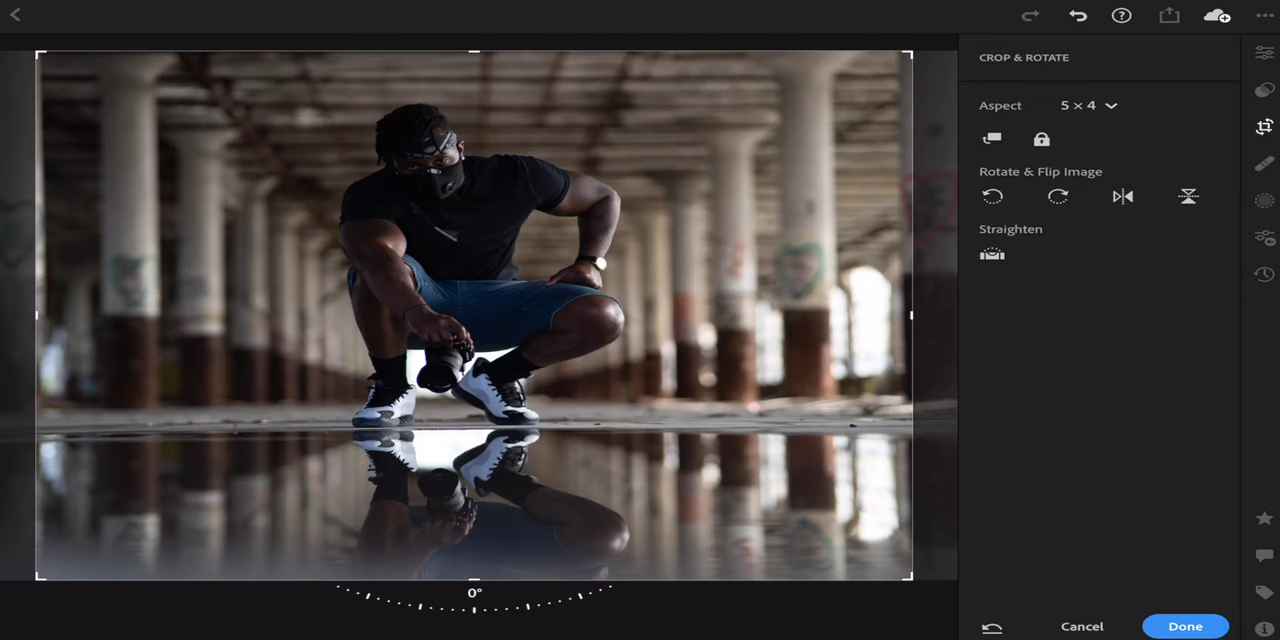 CROP & ROTATE
Aspect 5 × 4
Rotate & Flip Image
Straighten
0°
Cancel Done